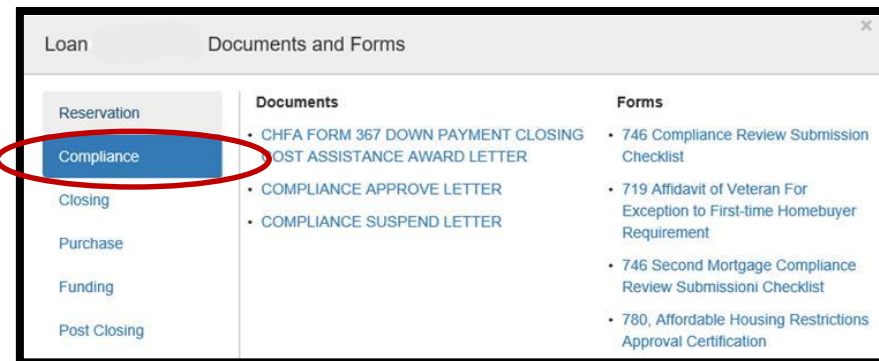 Loan Documents and Forms
×
Reservation
Compliance
Closing
Purchase
Funding
Post Closing
Documents
• CHFA FORM 367 DOWN PAYMENT CLOSING
COST ASSISTANCE AWARD LETTER
• COMPLIANCE APPROVE LETTER
• COMPLIANCE SUSPEND LETTER
Forms
• 746 Compliance Review Submission
Checklist
• 719 Affidavit of Veteran For
Exception to First-time Homebuyer
Requirement
• 746 Second Mortgage Compliance
Review Submissioni Checklist
• 780, Affordable Housing Restrictions
Approval Certification